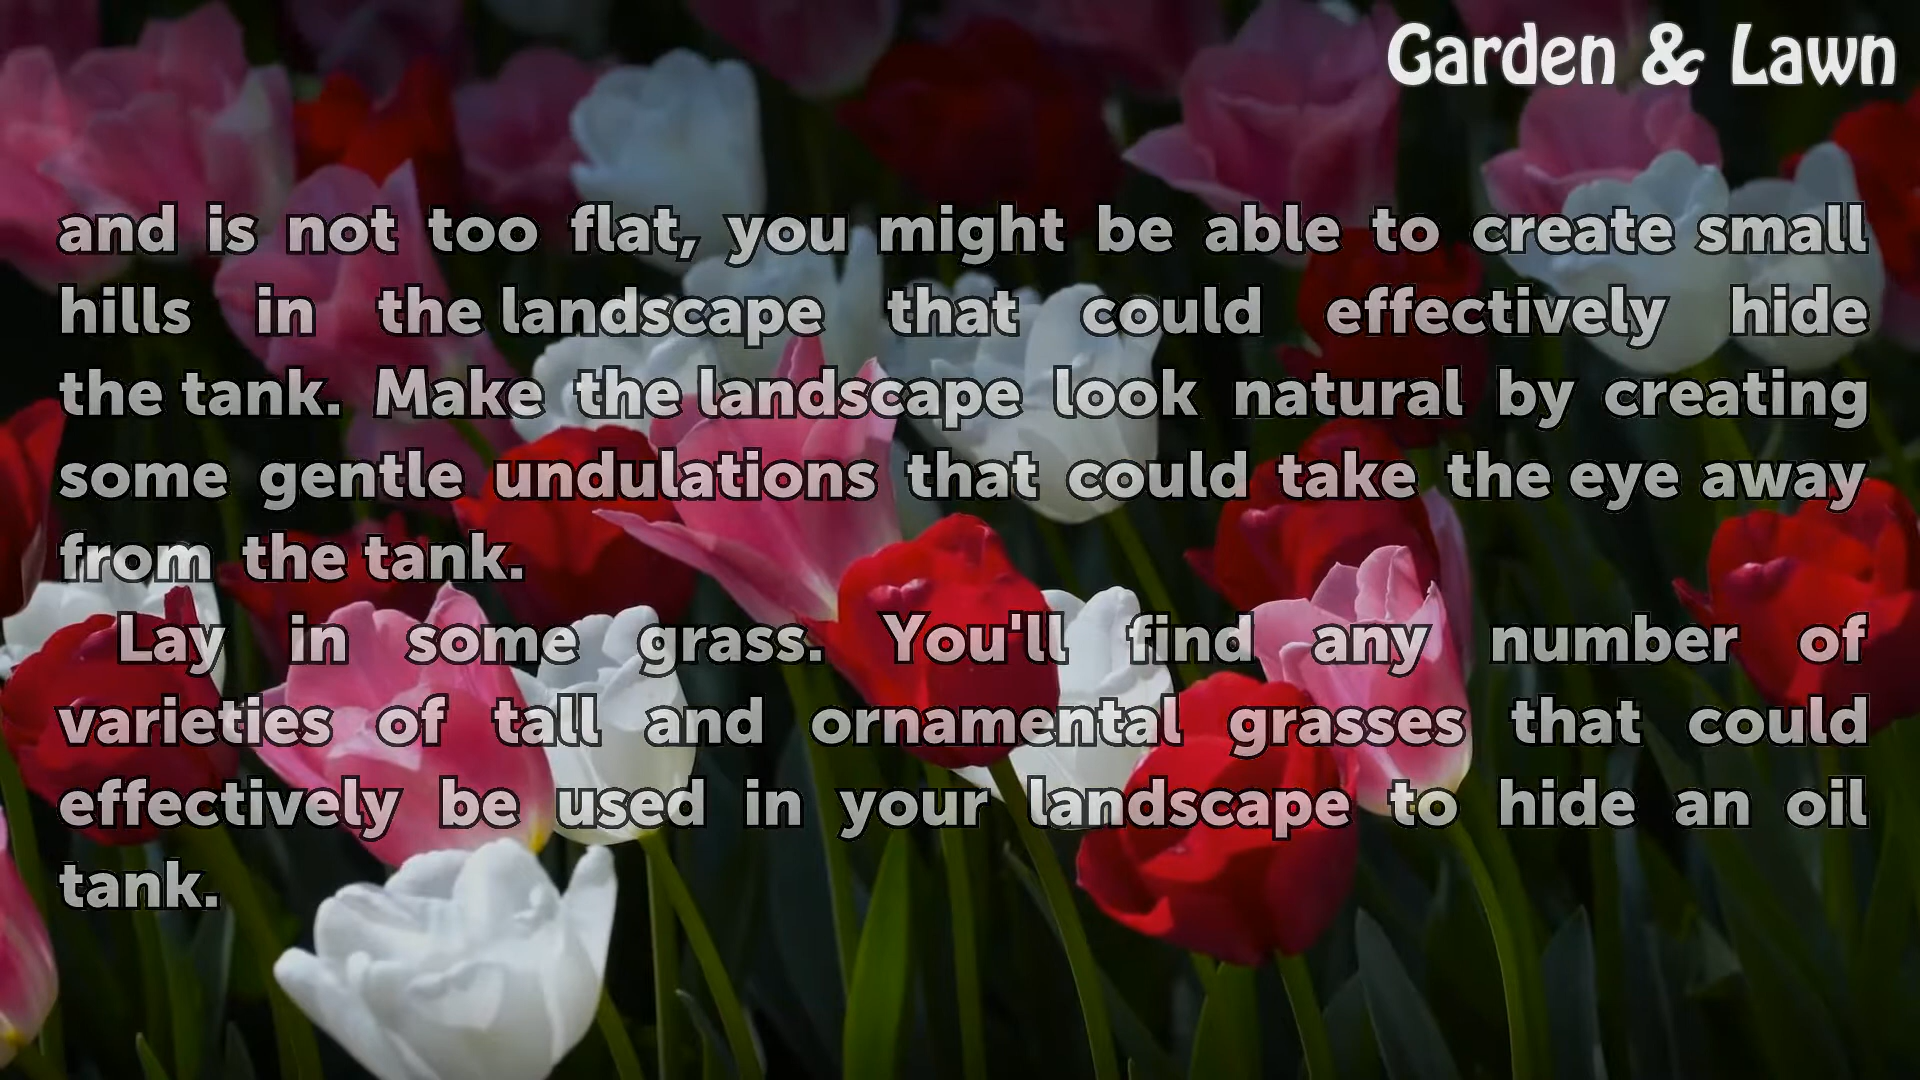 Garden & Lawn
and is not too flat, you might be able to create small
hills in the landscape that could effectively hide
the tank. Make the landscape look natural by creating
some gentle undulations that could take the eye away
from the tank.
Lay in some grass. You'll find any number of
varieties of tall and ornamental grasses that could
effectively be used in your landscape to hide an oil
tank.